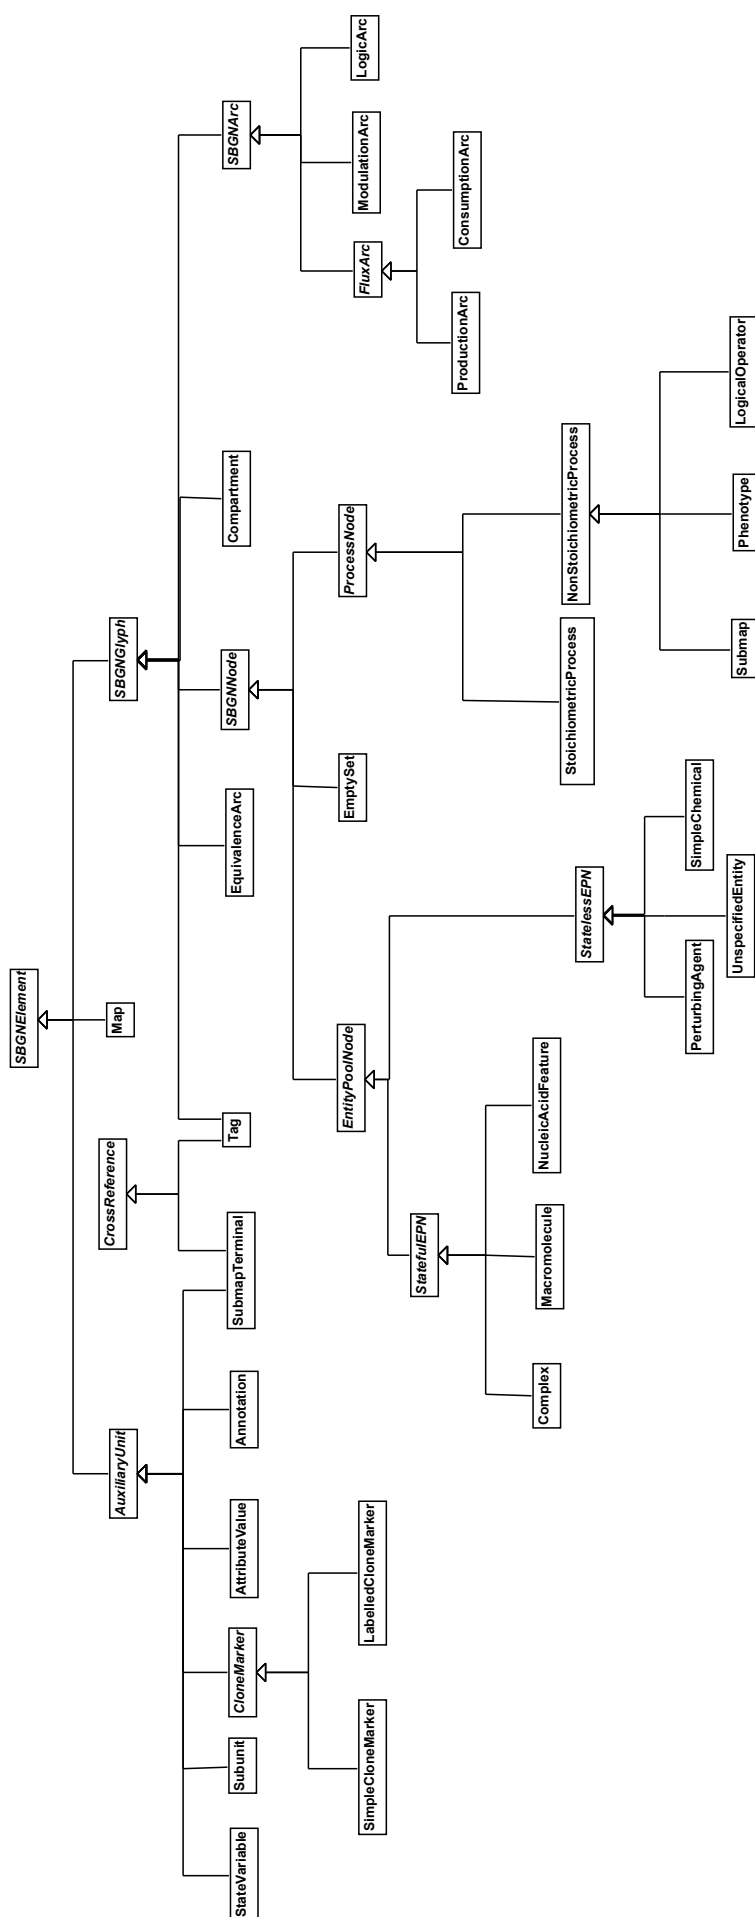 SBGNElement
AuxiliaryUnit
CrossReference
Map
SBGNGlyph
StateVariable
Subunit
CloneMarker
AttributeValue
Annotation
SubmapTerminal
Tag
EquivalenceArc
SBGNNode
Compartment
SBGNArc
SimpleCloneMarker
LabelledCloneMarker
EntityPoolNode
EmptySet
ProcessNode
FluxArc
ModulationArc
LogicArc
StatefulEPN
StatelessEPN
ProductionArc
ConsumptionArc
Complex
Macromolecule
NucleicAcidFeature
StoichiometricProcess
NonStoichiometricProcess
PerturbingAgent
UnspecifiedEntity
SimpleChemical
Submap
Phenotype
LogicalOperator